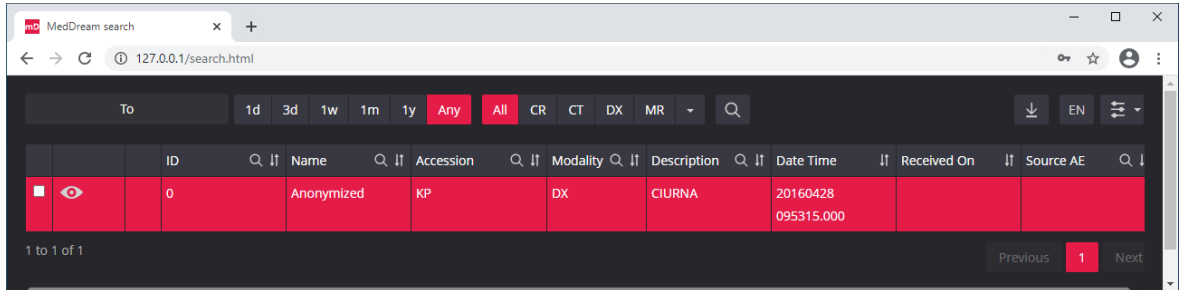 mD MedDream search
127.0.0.1/search.html
To 1d 3d 1w 1m 1y Any All CR CT DX MR EN
ID Name Accession Modality Description Date Time Received On Source AE
0 Anonymized KP DX CIURNA 20160428
095315.000
1 to 1 of 1
Previous 1 Next